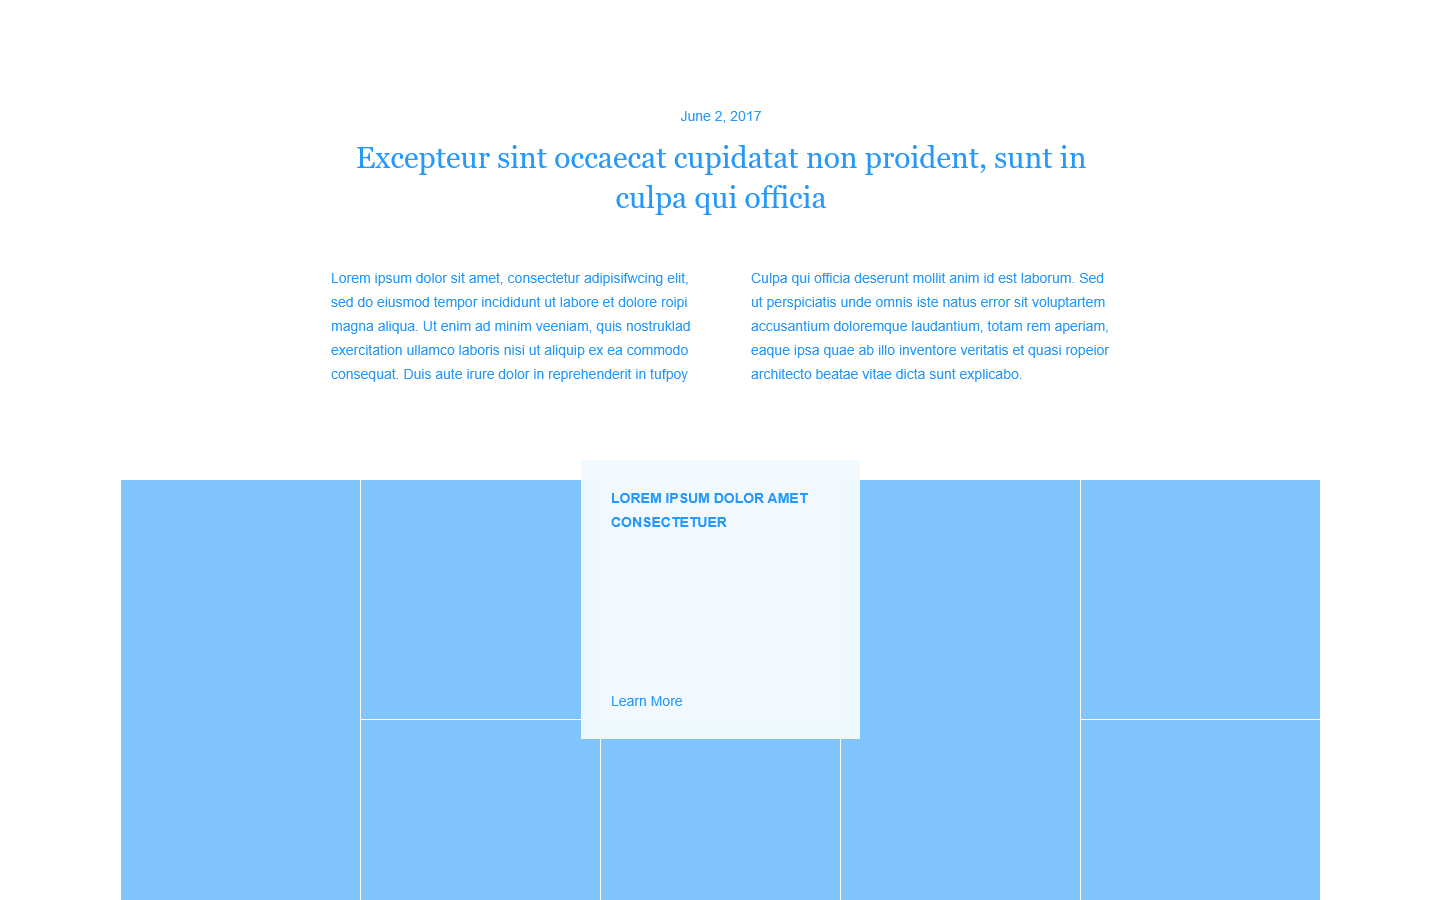 June 2, 2017
Excepteur sint occaecat cupidatat non proident, sunt in
culpa qui officia
Lorem ipsum dolor sit amet, consectetur adipisifwcing elit,
sed do eiusmod tempor incididunt ut labore et dolore roipi
magna aliqua. Ut enim ad minim veeniam, quis nostruklad
exercitation ullamco laboris nisi ut aliquip ex ea commodo
consequat. Duis aute irure dolor in reprehenderit in tufpoy
Culpa qui officia deserunt mollit anim id est laborum. Sed
ut perspiciatis unde omnis iste natus error sit voluptartem
accusantium doloremque laudantium, totam rem aperiam,
eaque ipsa quae ab illo inventore veritatis et quasi ropeior
architecto beatae vitae dicta sunt explicabo.
LOREM IPSUM DOLOR AMET
CONSECTETUER
Learn More